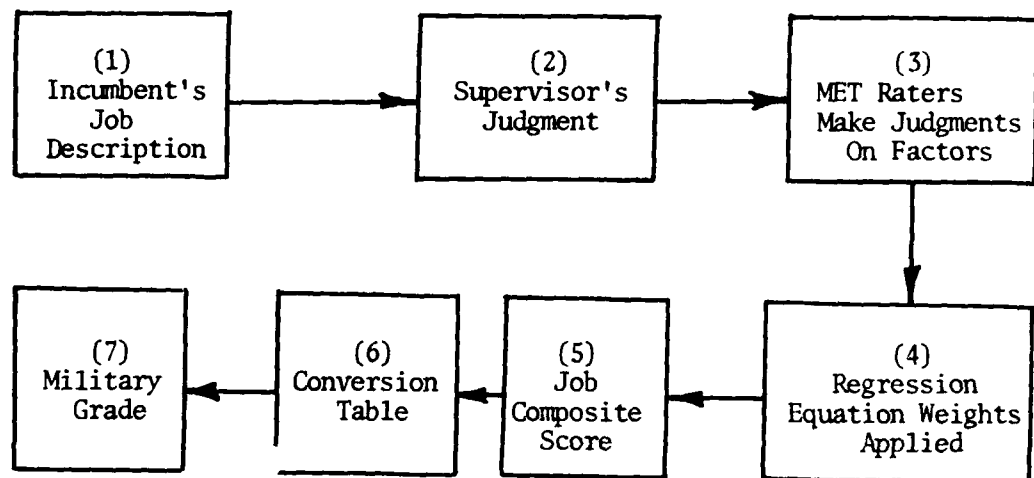 (1)
Incumbent's
Job
Description
(2)
Supervisor's
Judgment
(3)
MET Raters
Make Judgments
On Factors
(4)
Regression
Equation Weights
Applied
(5)
Job
Composite
Score
(6)
Conversion
Table
(7)
Military
Grade